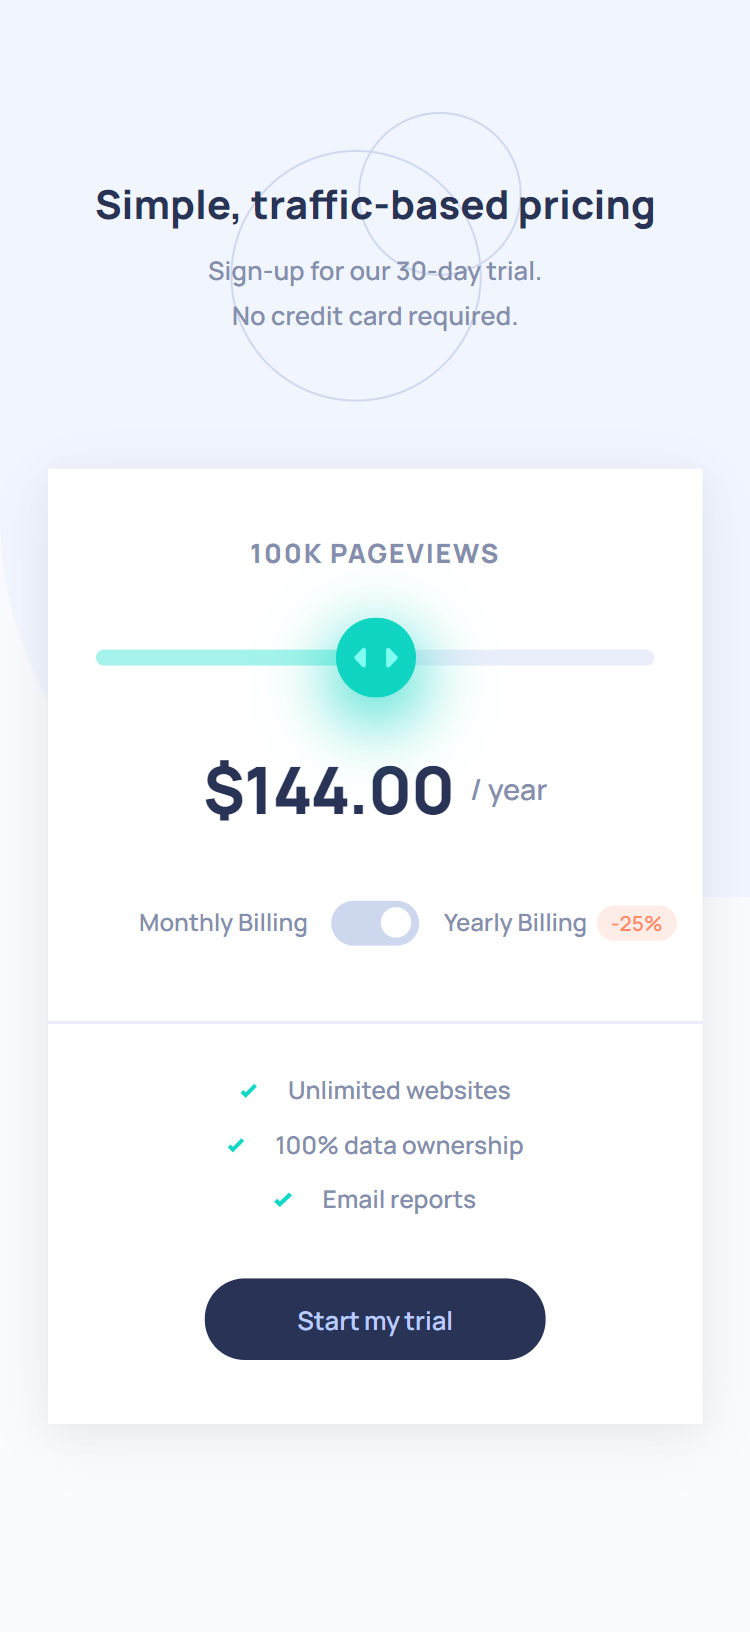 Simple, traffic-based pricing
Sign-up for our 30-day trial.
No credit card required.
100K PAGEVIEWS
$144.00 / year
Monthly Billing Yearly Billing -25%
Unlimited websites
100% data ownership
Email reports
Start my trial